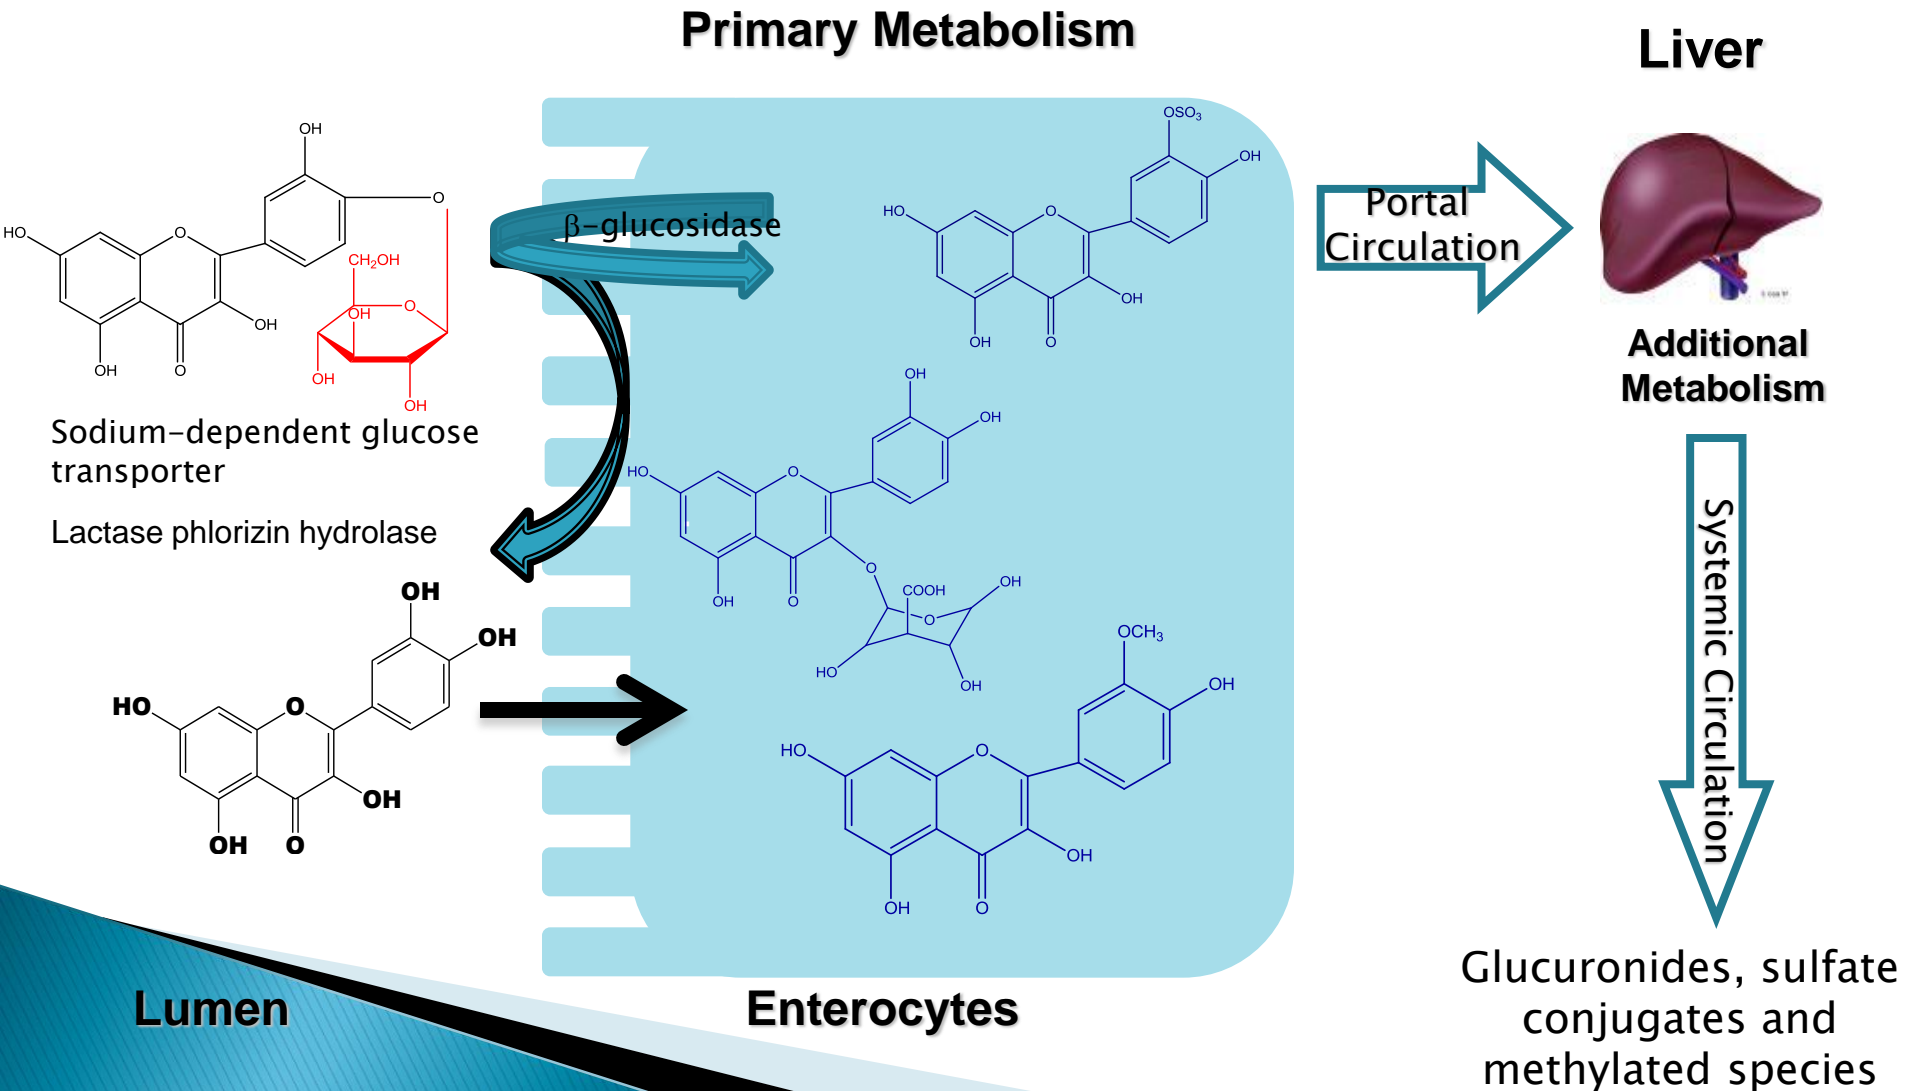 Primary Metabolism
Liver
OH
O
HO
O
CH₂OH
O
OH
OH
OH
O
OH
OH
Sodium-dependent glucose
transporter
Lactase phlorizin hydrolase
OH
OH
HO
O
OH
OH
O
β-glucosidase
OSO₃
OH
HO
O
OH
OH
O
OH
OH
HO
O
O
OH
O
COOH
OH
O
HO
OH
OCH₃
OH
HO
O
OH
OH
O
Portal
Circulation
Additional
Metabolism
Systemic Circulation
Glucuronides, sulfate
conjugates and
methylated species
Lumen
Enterocytes